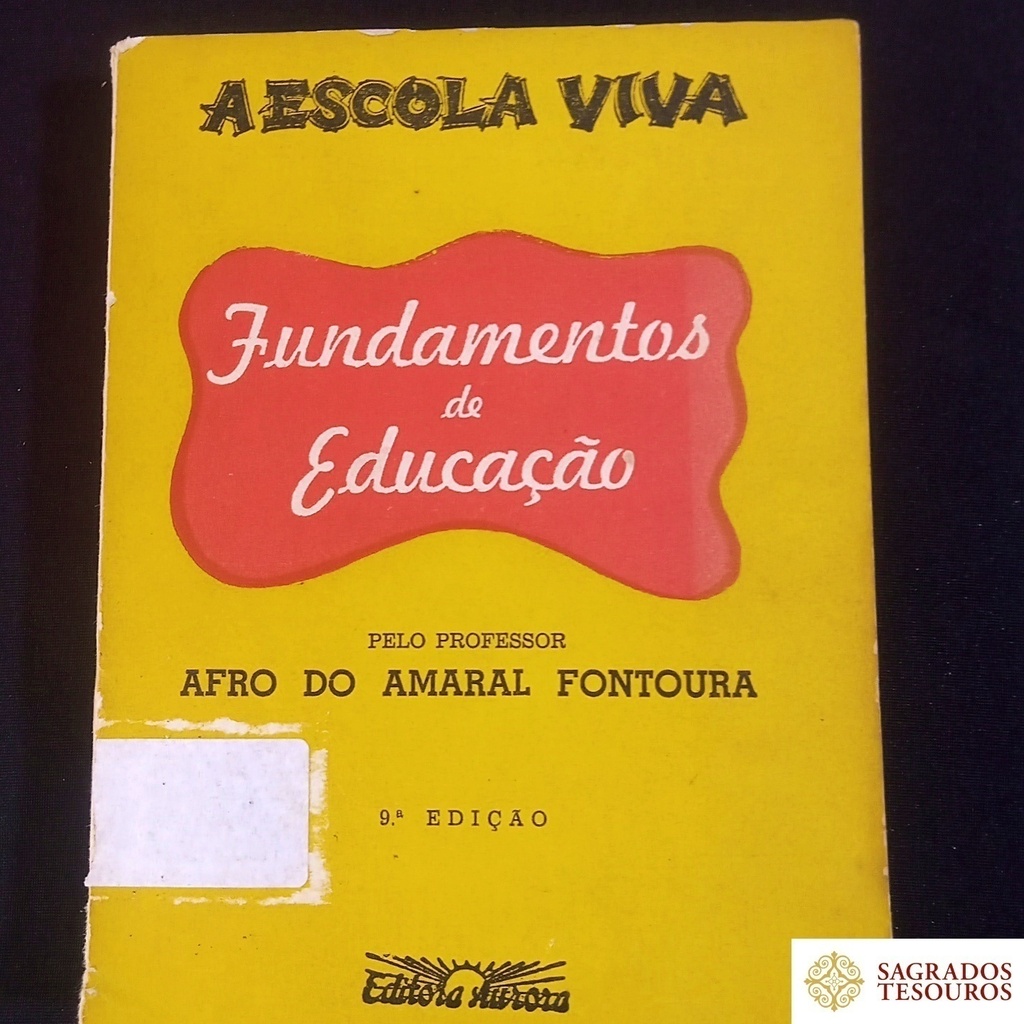 A ESCOLA VIVA
Fundamentos
de
Educação
PELO PROFESSOR
AFRO DO AMARAL FONTOURA
9.ª EDIÇÃO
Editora Aurora
SAGRADOS
TESOUROS